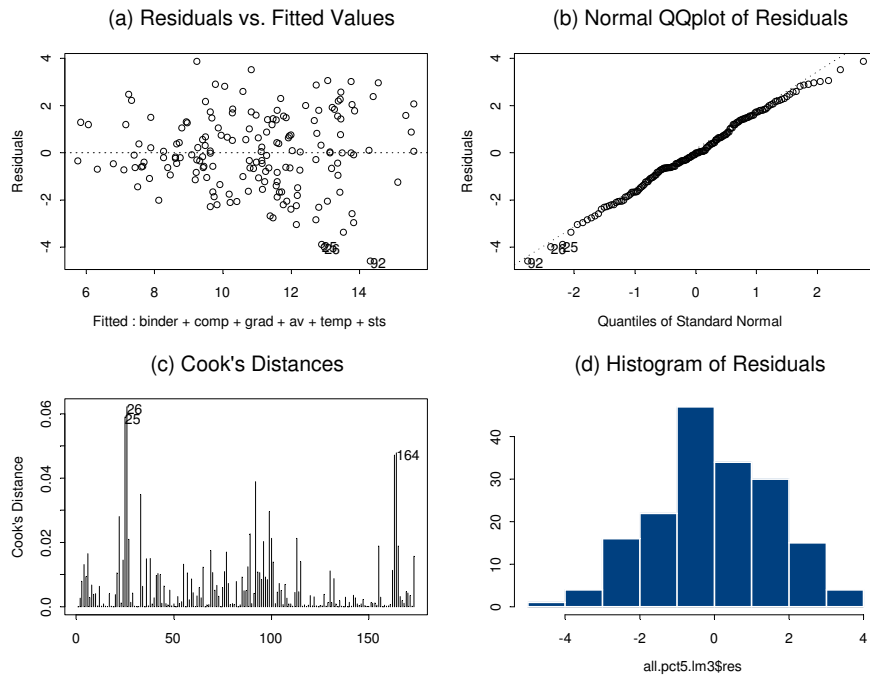 (a) Residuals vs. Fitted Values
Residuals
4
2
0
-2
-4
25
26
92
6 8 10 12 14
Fitted : binder + comp + grad + av + temp + sts
(b) Normal QQplot of Residuals
Residuals
4
2
0
-2
-4
92
26
25
-2 -1 0 1 2
Quantiles of Standard Normal
(c) Cook's Distances
Cook's Distance
0.06
0.04
0.02
0.0
26
25
164
0 50 100 150
(d) Histogram of Residuals
40
30
20
10
0
-4 -2 0 2 4
all.pct5.lm3$res